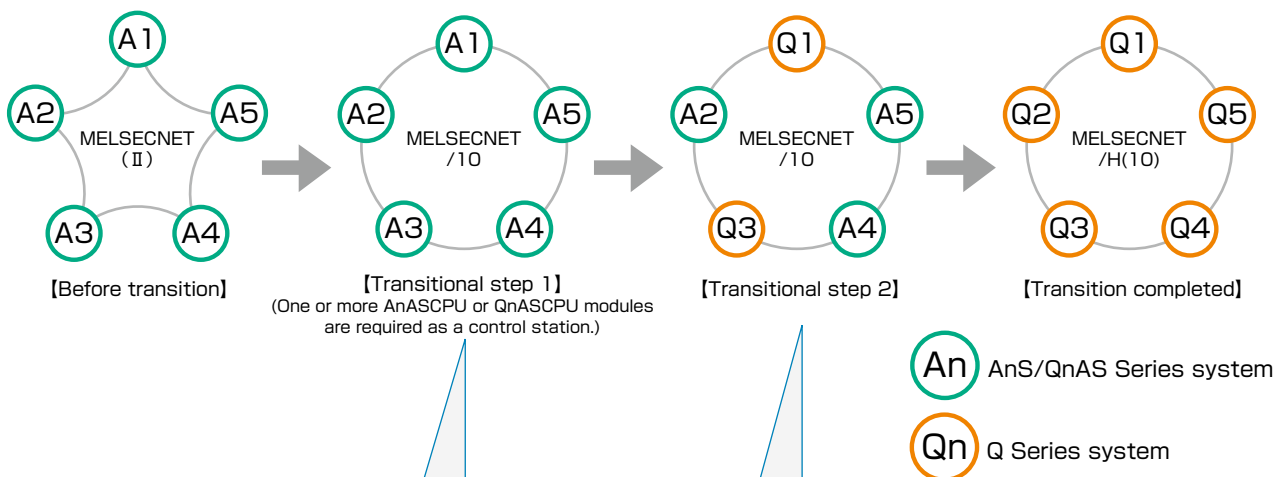 A1
A2
A5
MELSECNET
(Ⅱ)
A3
A4
【Before transition】
A1
A2
A5
MELSECNET
/10
A3
A4
【Transitional step 1】
(One or more AnASCPU or QnASCPU modules
are required as a control station.)
Q1
A2
A5
MELSECNET
/10
Q3
A4
【Transitional step 2】
Q1
Q2
Q5
MELSECNET
/H(10)
Q3
Q4
【Transition completed】
An AnS/QnAS Series system
Qn Q Series system